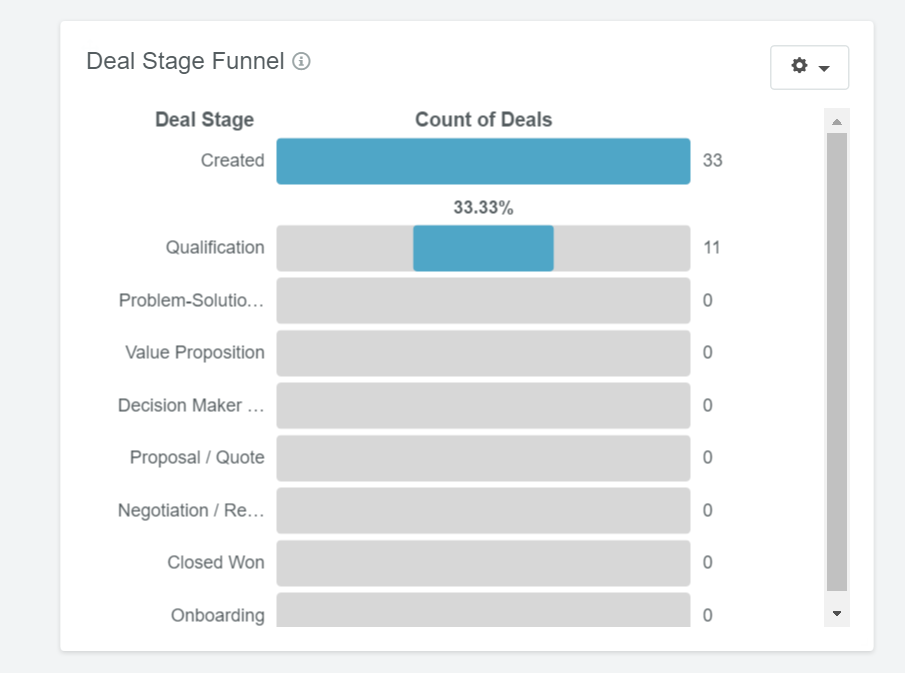 Deal Stage Funnel
Deal Stage Count of Deals
Created 33
33.33%
Qualification 11
Problem-Solutio... 0
Value Proposition 0
Decision Maker ... 0
Proposal / Quote 0
Negotiation / Re... 0
Closed Won 0
Onboarding 0